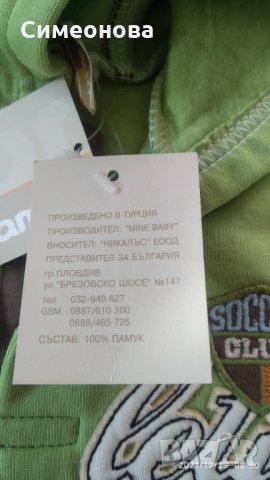 Симеонова
ПРОИЗВЕДЕНО В ТУРЦИЯ
ПРОИЗВОДИТЕЛ: "MINE BABY"
ВНОСИТЕЛ: "НИКАЛЪС" ЕООД
ПРЕДСТАВИТЕЛ ЗА БЪЛГАРИЯ
гр.ПЛОВДИВ
ул."БРЕЗОВСКО ШОСЕ" №147
тел : 032-940 627
GSM : 0887/610 300
0888/465 725
СЪСТАВ: 100% ПАМУК
SOCC
CLU
BAZAR